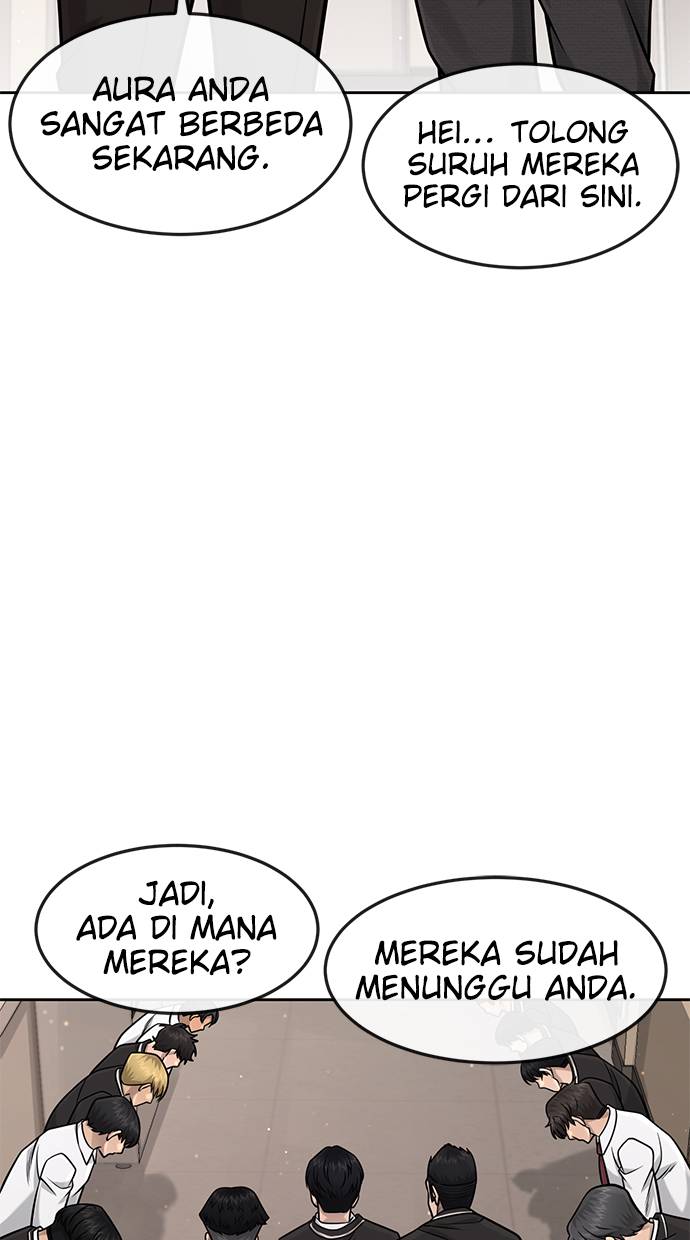 AURA ANDA
SANGAT BERBEDA
SEKARANG.
HEI... TOLONG
SURUH MEREKA
PERGI DARI SINI.
JADI,
ADA DI MANA
MEREKA?
MEREKA SUDAH
MENUNGGU ANDA.